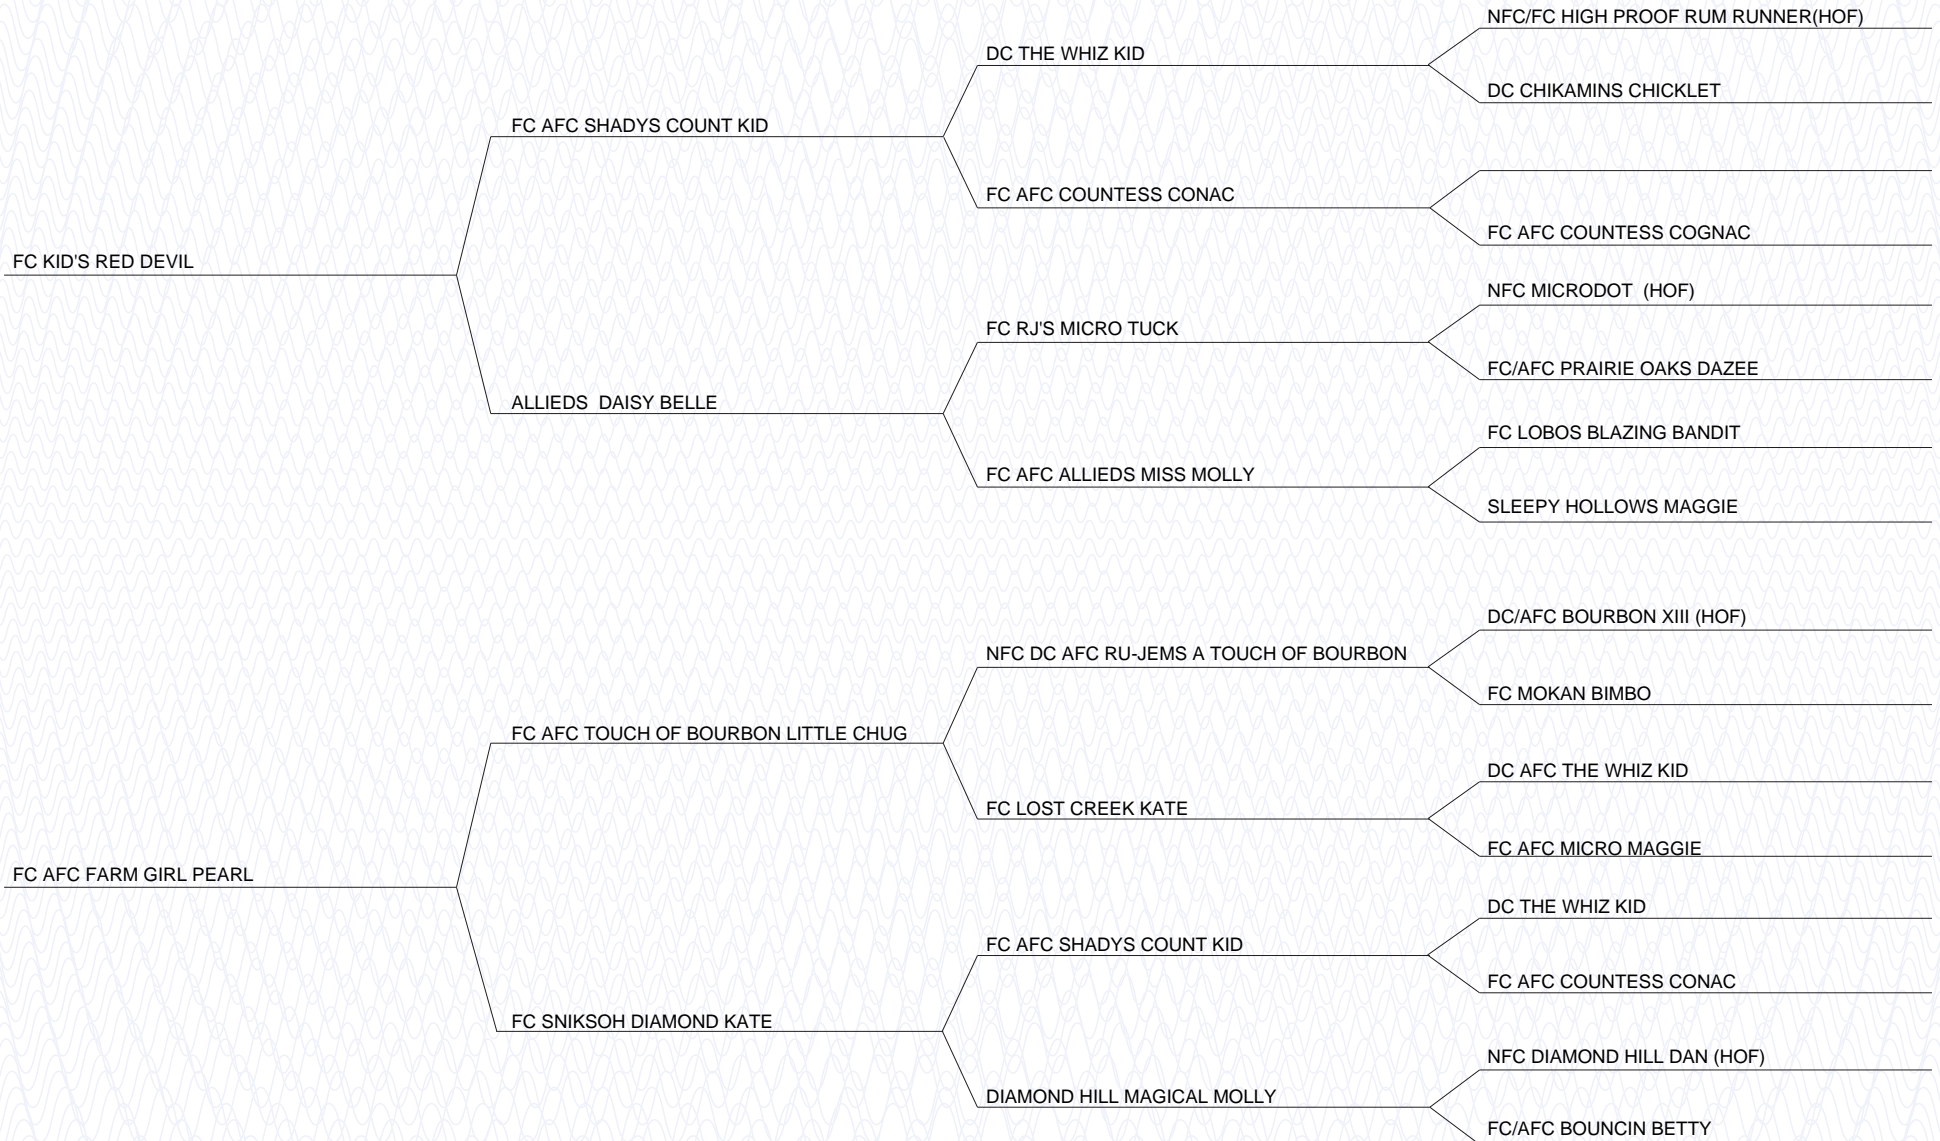 NFC/FC HIGH PROOF RUM RUNNER(HOF)
DC THE WHIZ KID
DC CHIKAMINS CHICKLET
FC AFC SHADYS COUNT KID
FC AFC COUNTESS CONAC
FC AFC COUNTESS COGNAC
FC KID'S RED DEVIL
NFC MICRODOT  (HOF)
FC RJ'S MICRO TUCK
FC/AFC PRAIRIE OAKS DAZEE
ALLIEDS  DAISY BELLE
FC LOBOS BLAZING BANDIT
FC AFC ALLIEDS MISS MOLLY
SLEEPY HOLLOWS MAGGIE
DC/AFC BOURBON XIII (HOF)
NFC DC AFC RU-JEMS A TOUCH OF BOURBON
FC MOKAN BIMBO
FC AFC TOUCH OF BOURBON LITTLE CHUG
DC AFC THE WHIZ KID
FC LOST CREEK KATE
FC AFC MICRO MAGGIE
FC AFC FARM GIRL PEARL
DC THE WHIZ KID
FC AFC SHADYS COUNT KID
FC AFC COUNTESS CONAC
FC SNIKSOH DIAMOND KATE
NFC DIAMOND HILL DAN (HOF)
DIAMOND HILL MAGICAL MOLLY
FC/AFC BOUNCIN BETTY